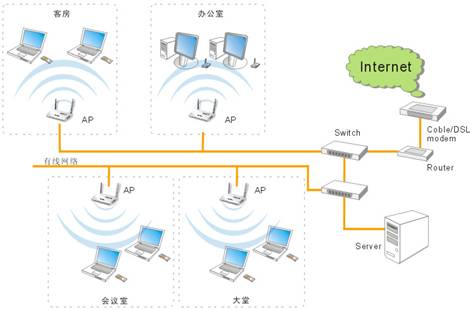 客房
办公室
Internet
AP
AP
Switch
Coble/DSL
modem
Router
有线网络
AP
AP
Server
会议室
大堂